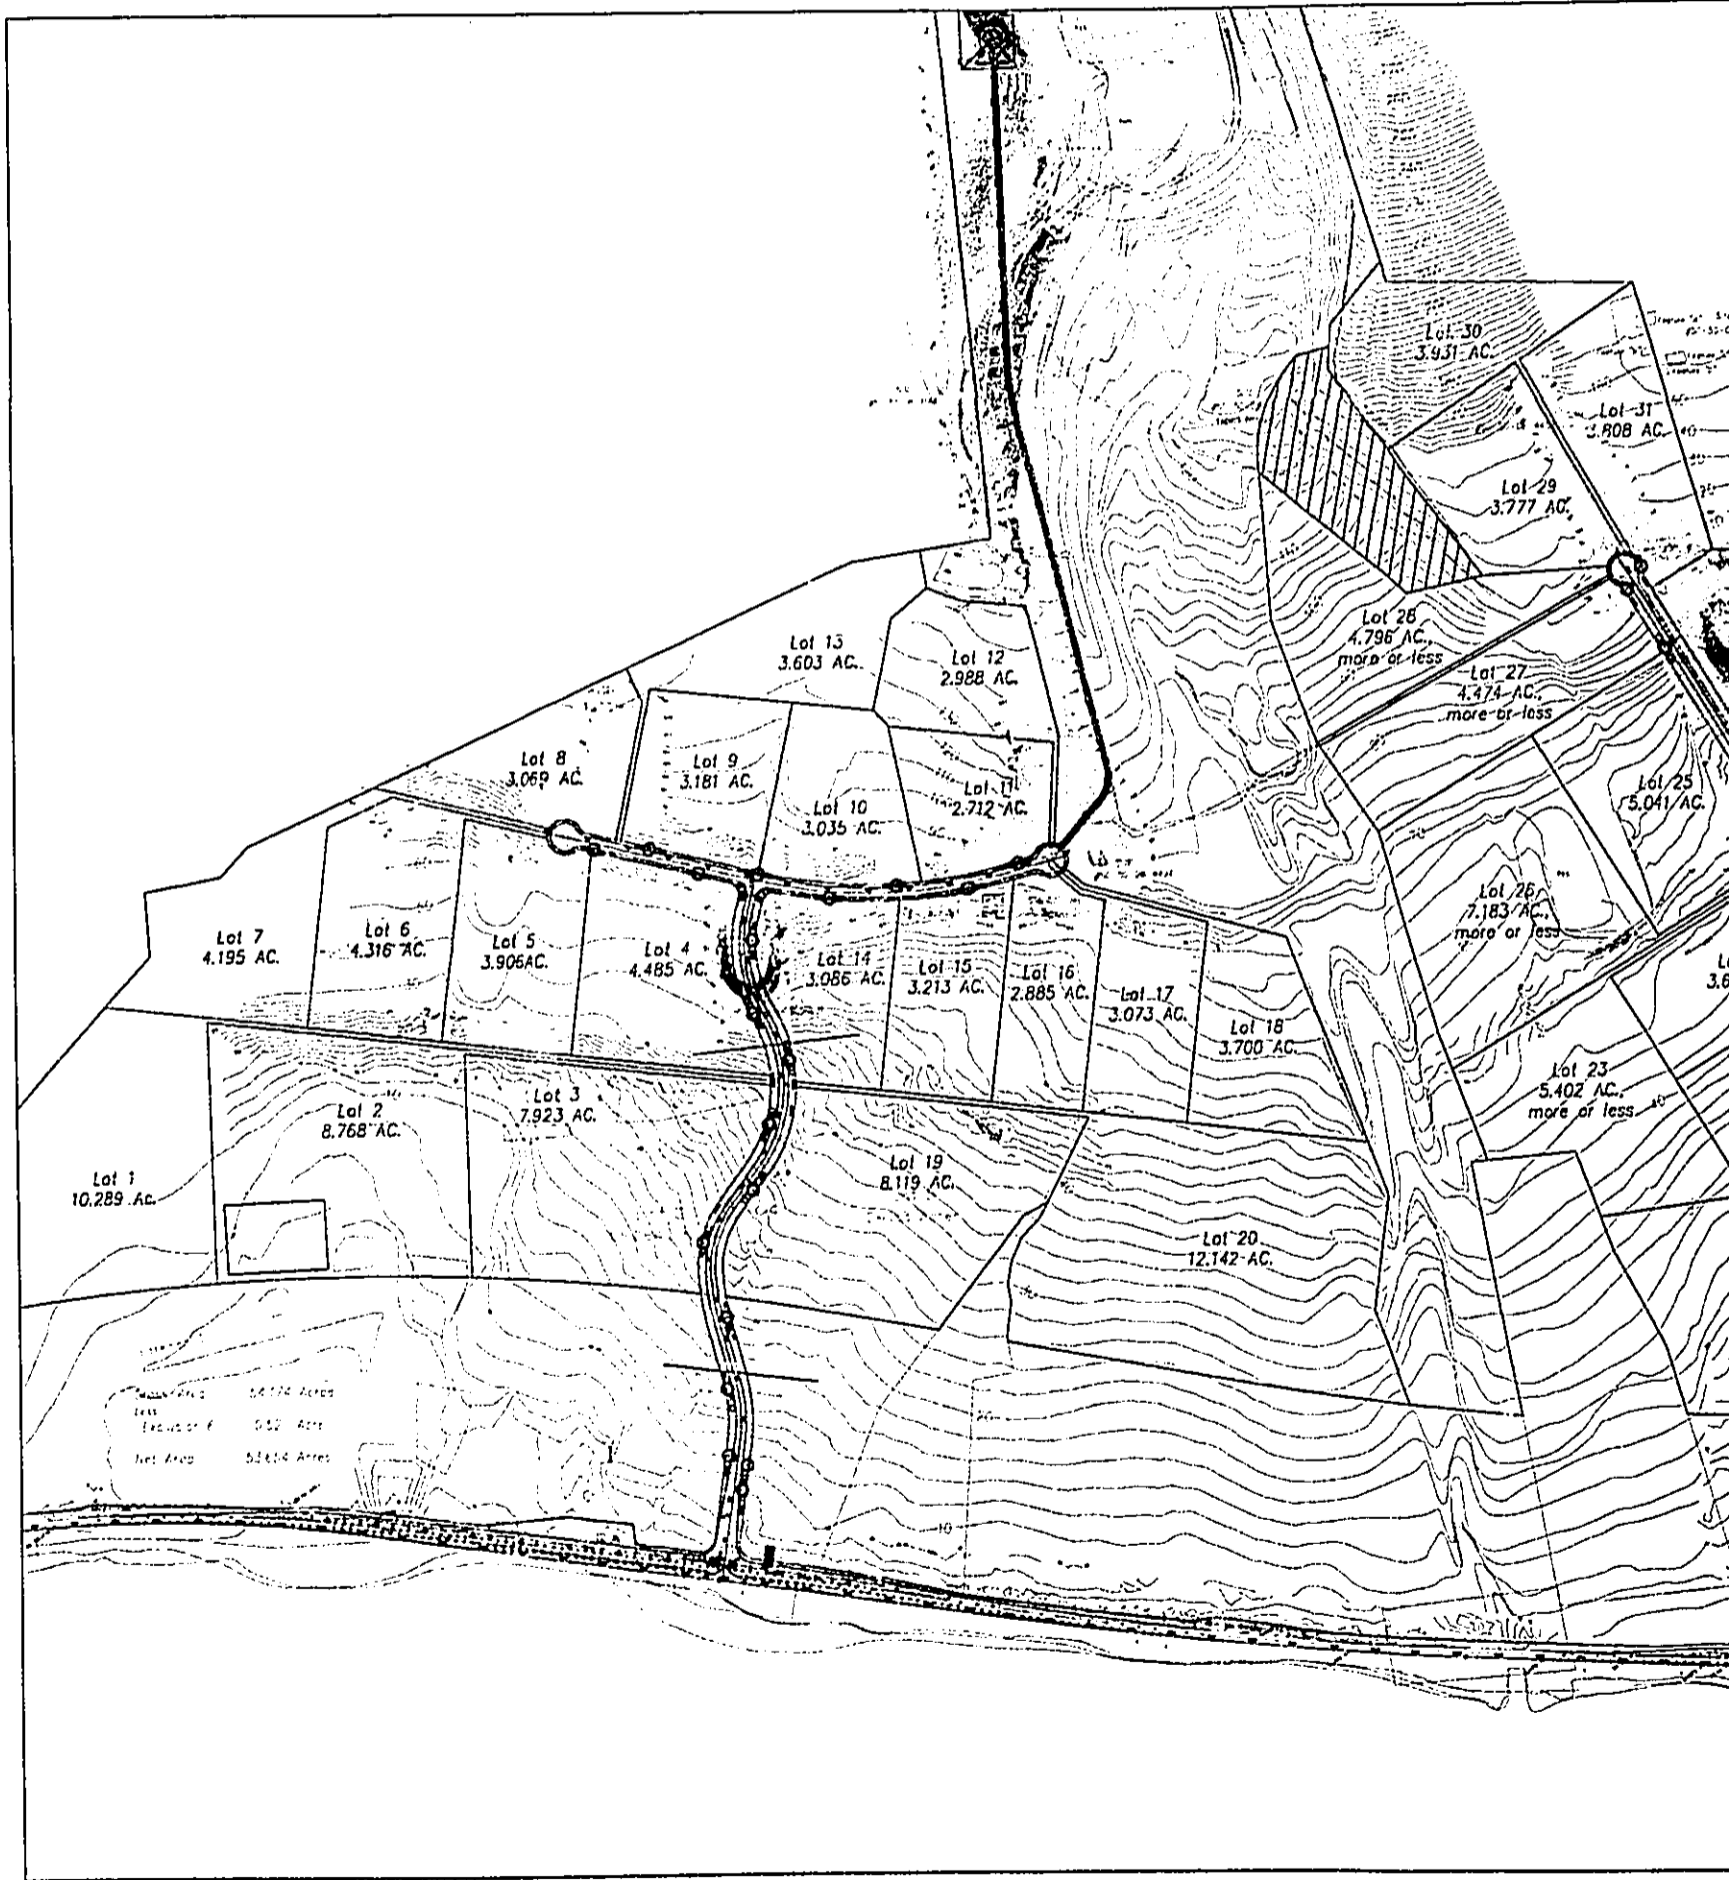 Lot 30
3.931 AC.
Lot 31
3.808 AC.
Lot 29
3.777 AC.
Lot 28
4.796 AC.
more or less
Lot 27
4.474 AC.
more or less
Lot 13
3.603 AC.
Lot 12
2.988 AC.
Lot 8
3.069 AC.
Lot 9
3.181 AC.
Lot 10
3.035 AC.
Lot 11
2.712 AC.
Lot 25
5.041 AC.
Lot 26
7.183 AC.
more or less
Lot 7
4.195 AC.
Lot 6
4.316 AC.
Lot 5
3.906AC.
Lot 4
4.485 AC.
Lot 14
3.086 AC.
Lot 15
3.213 AC.
Lot 16
2.885 AC.
Lot 17
3.073 AC.
Lot 18
3.700 AC.
Lot 23
5.402 AC.
more or less
Lot 1
10.289 Ac.
Lot 2
8.768 AC.
Lot 3
7.923 AC.
Lot 19
8.119 AC.
Lot 20
12.142 AC.
Acres
Less
Net Area
Acres
10